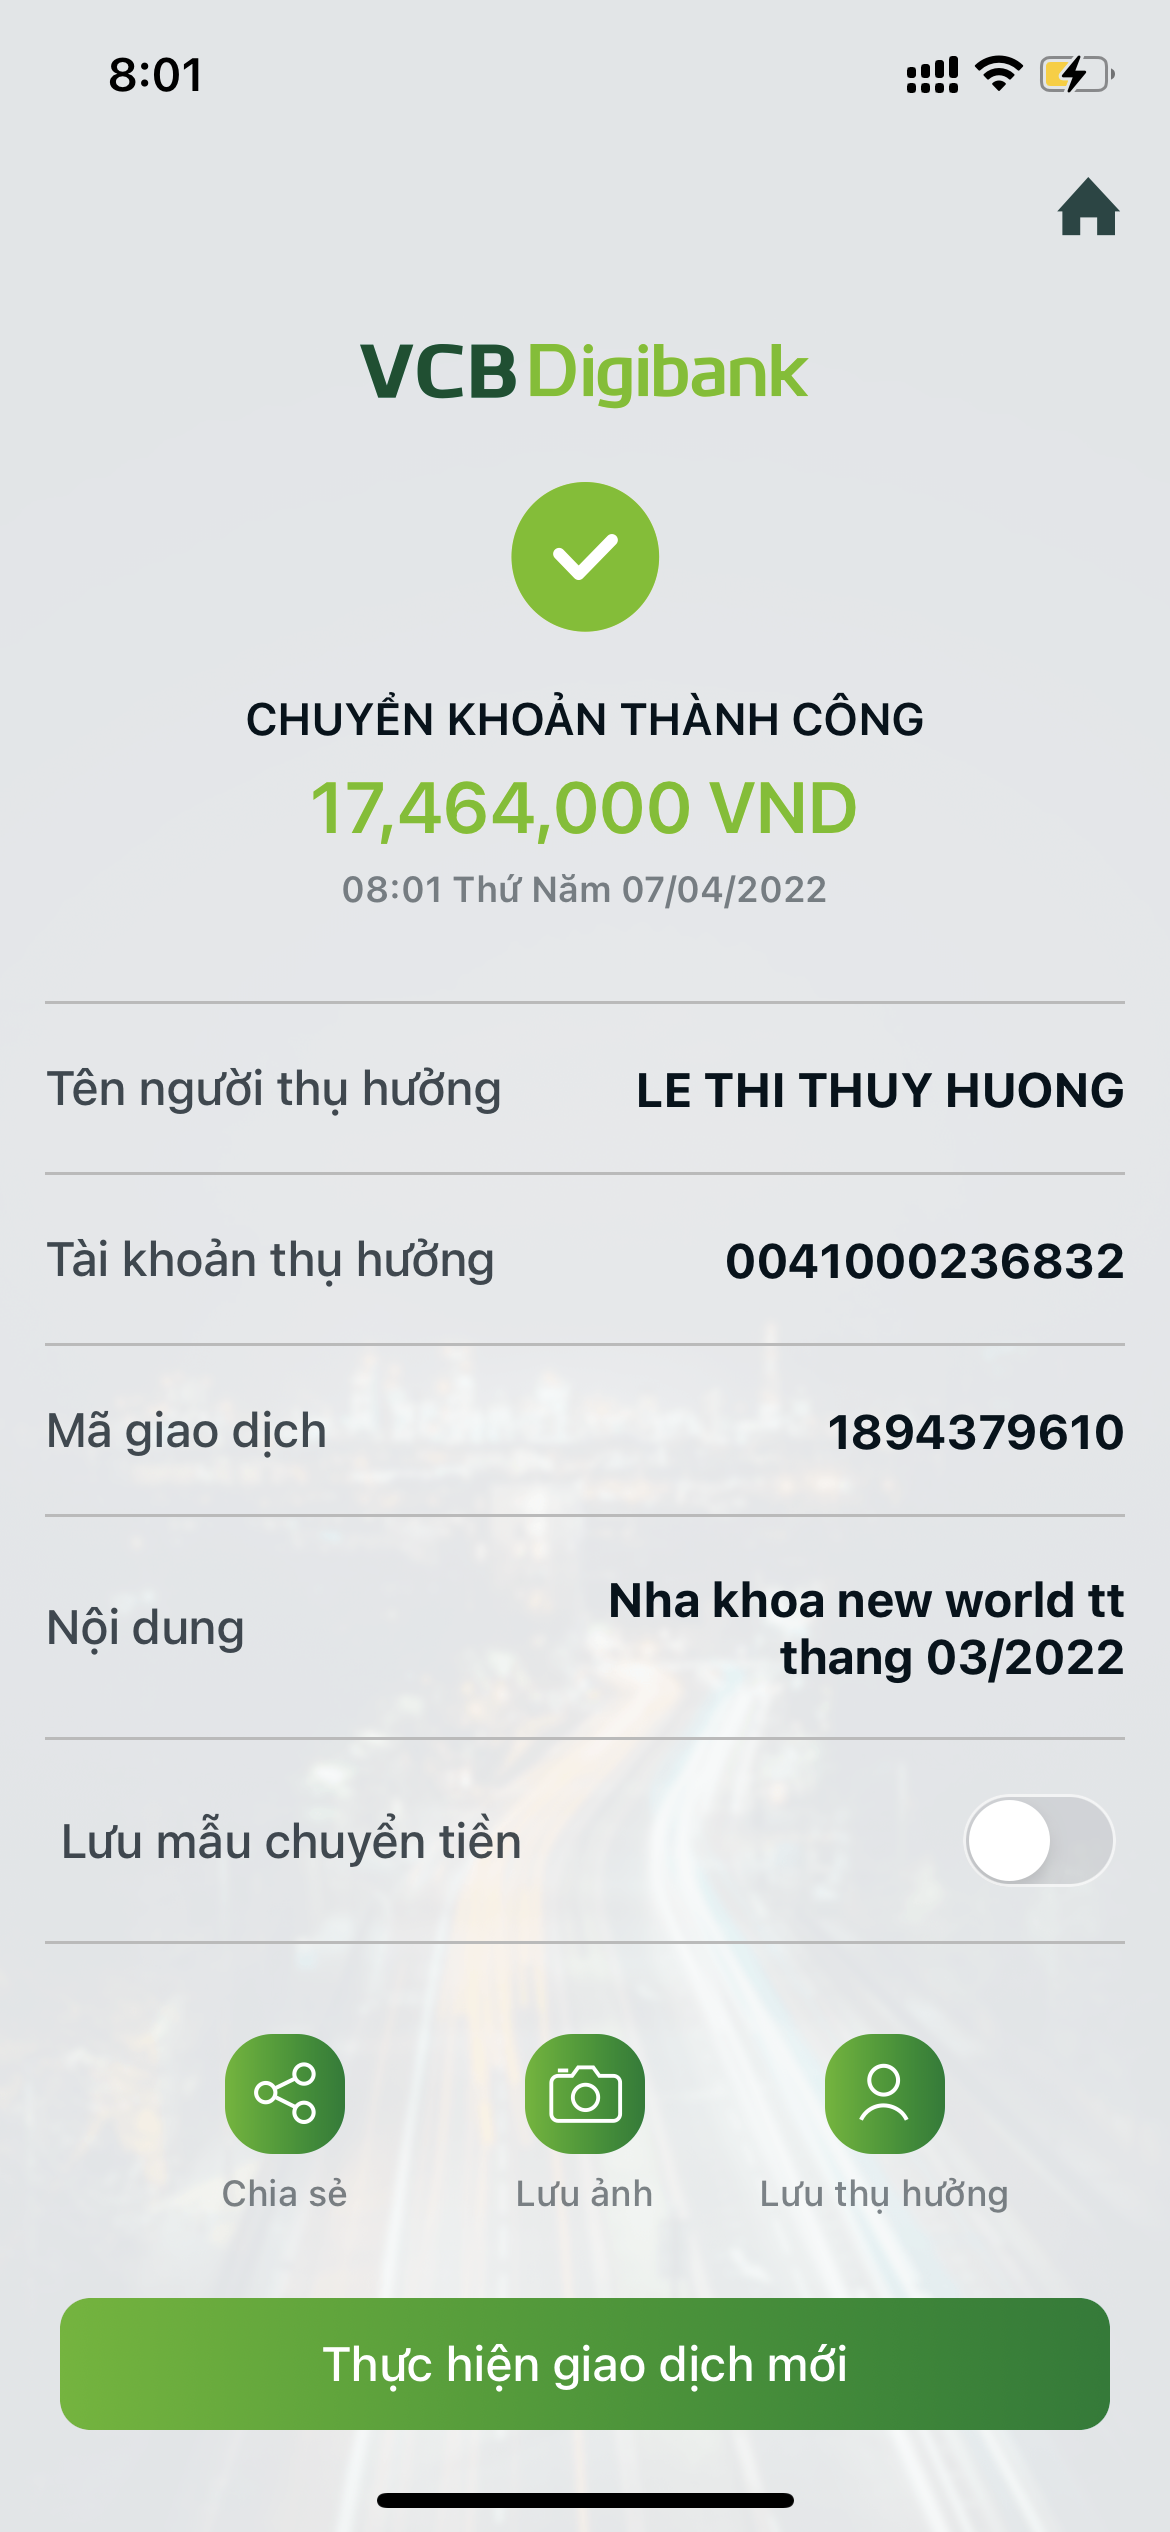 8:01
VCB Digibank
CHUYỂN KHOẢN THÀNH CÔNG
17,464,000 VND
08:01 Thứ Năm 07/04/2022
Tên người thụ hưởng LE THI THUY HUONG
Tài khoản thụ hưởng 0041000236832
Mã giao dịch 1894379610
Nội dung Nha khoa new world tt
thang 03/2022
Lưu mẫu chuyển tiền
Chia sẻ Lưu ảnh Lưu thụ hưởng
Thực hiện giao dịch mới